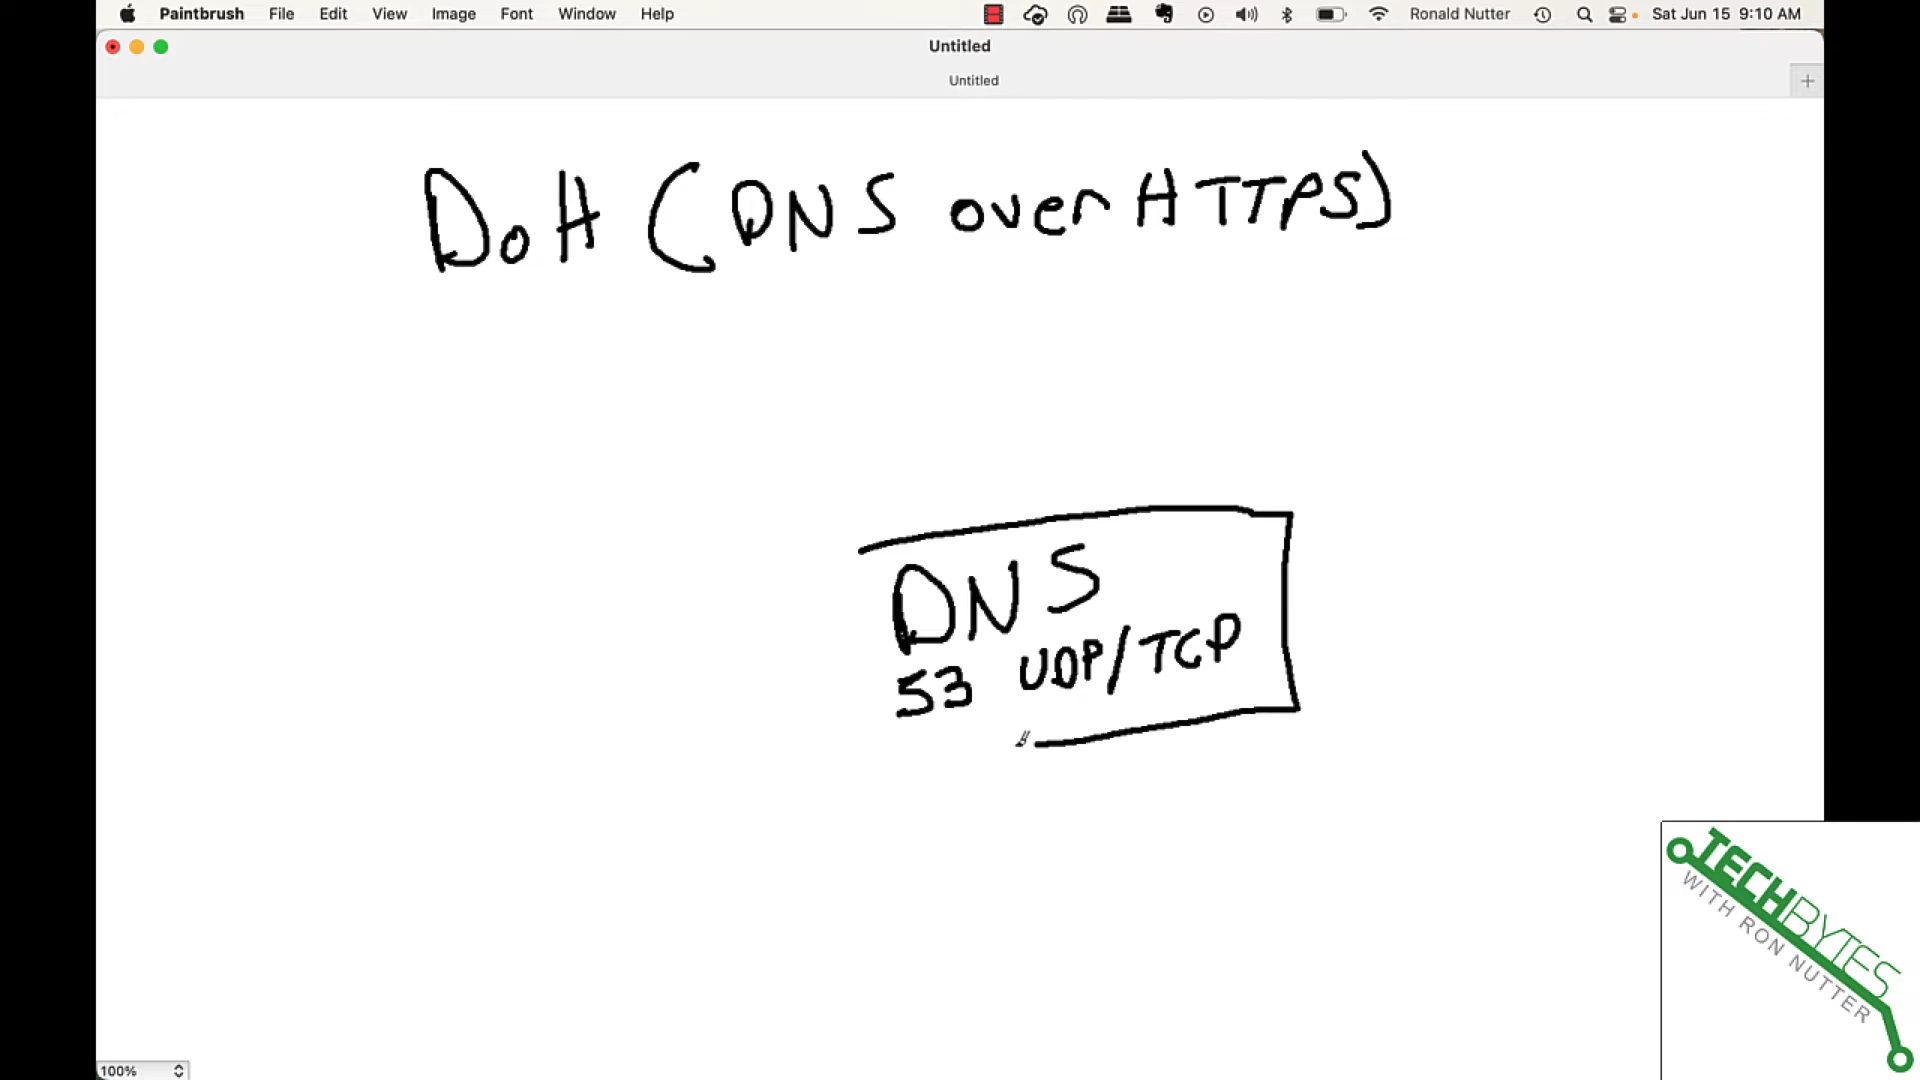 Paintbrush File Edit View Image Font Window Help Ronald Nutter Sat Jun 15 9:10 AM
Untitled
Untitled
DoH (DNS over HTTPS)
DNS
53 UDP/TCP
100%
TECHBYTES
WITH RON NUTTER